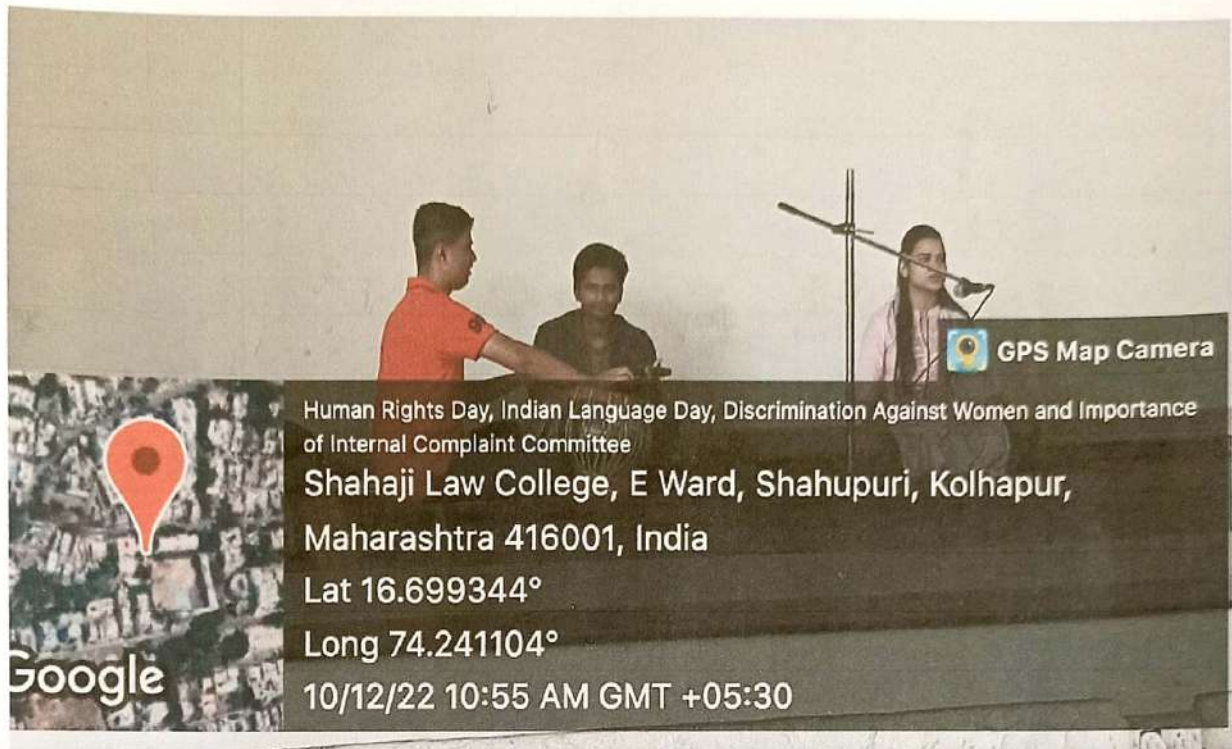 GPS Map Camera
Human Rights Day, Indian Language Day, Discrimination Against Women and Importance
of Internal Complaint Committee
Shahaji Law College, E Ward, Shahupuri, Kolhapur,
Maharashtra 416001, India
Lat 16.699344°
Long 74.241104°
10/12/22 10:55 AM GMT +05:30
Google